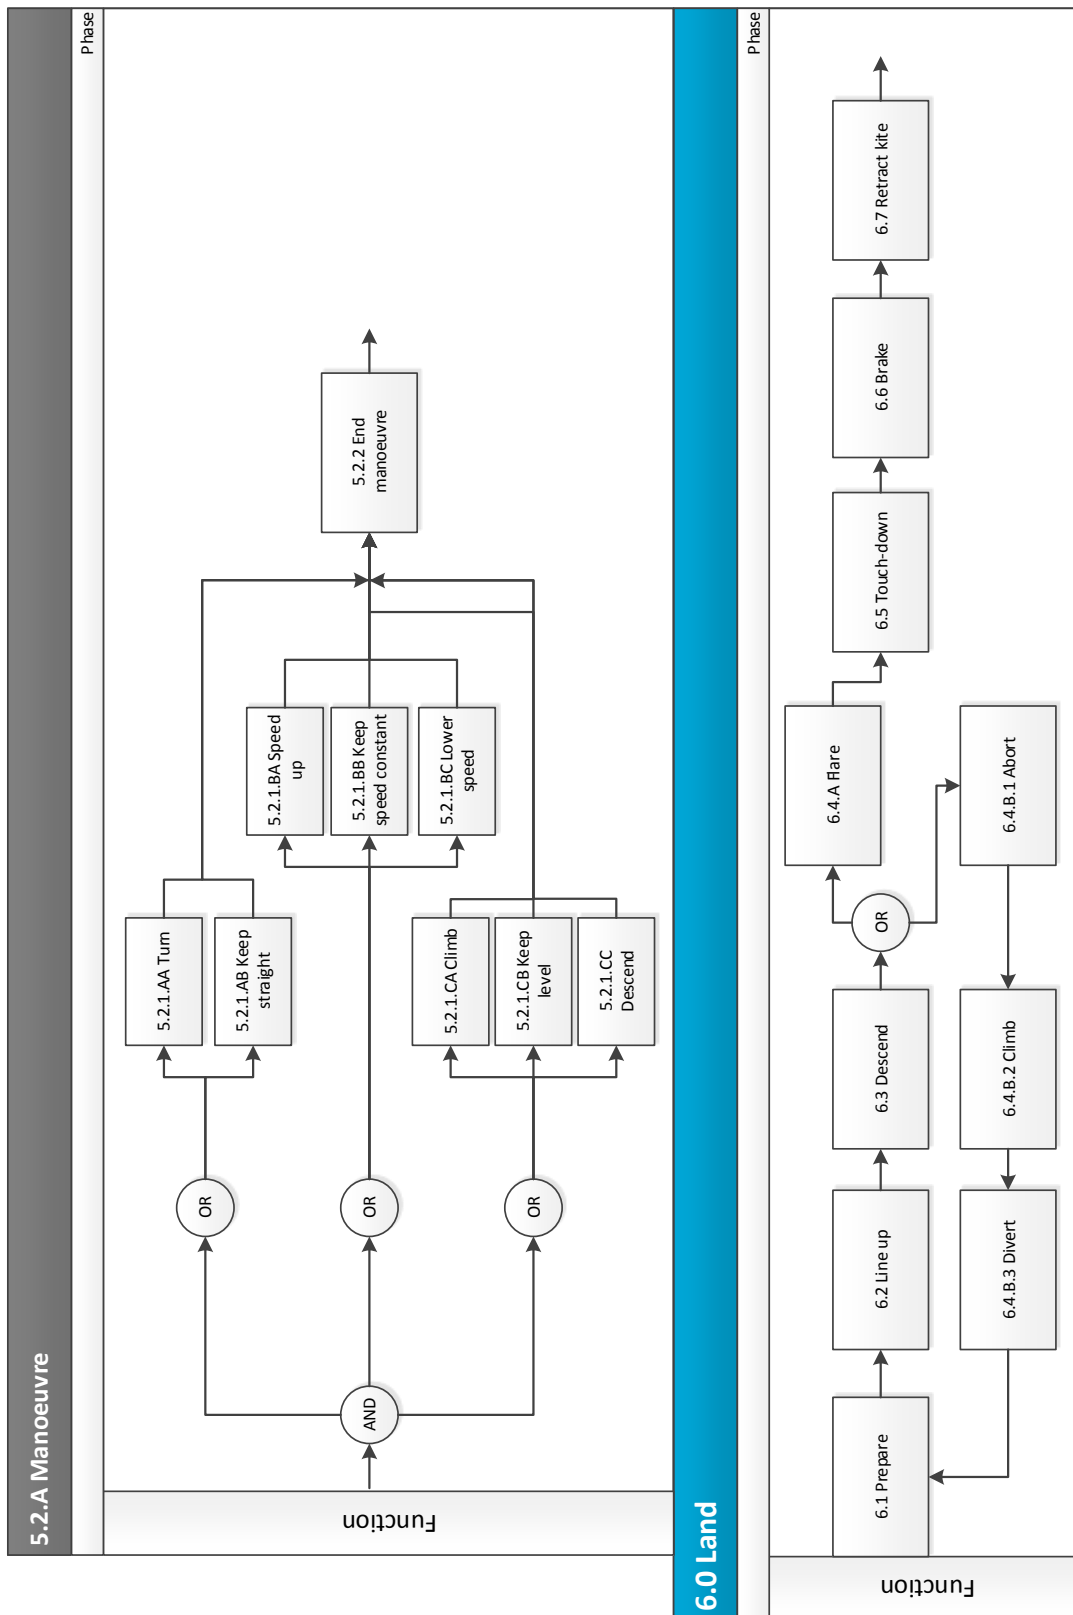 5.2.A Manoeuvre
Phase
Function
AND
OR
OR
OR
5.2.1.AA Turn
5.2.1.AB Keep
straight
5.2.1.BA Speed
up
5.2.1.BB Keep
speed constant
5.2.1.BC Lower
speed
5.2.1.CA Climb
5.2.1.CB Keep
level
5.2.1.CC
Descend
5.2.2 End
manoeuvre
6.0 Land
Phase
Function
6.1 Prepare
6.2 Line up
6.3 Descend
OR
6.4.A Flare
6.5 Touch-down
6.6 Brake
6.7 Retract kite
6.4.B.1 Abort
6.4.B.2 Climb
6.4.B.3 Divert